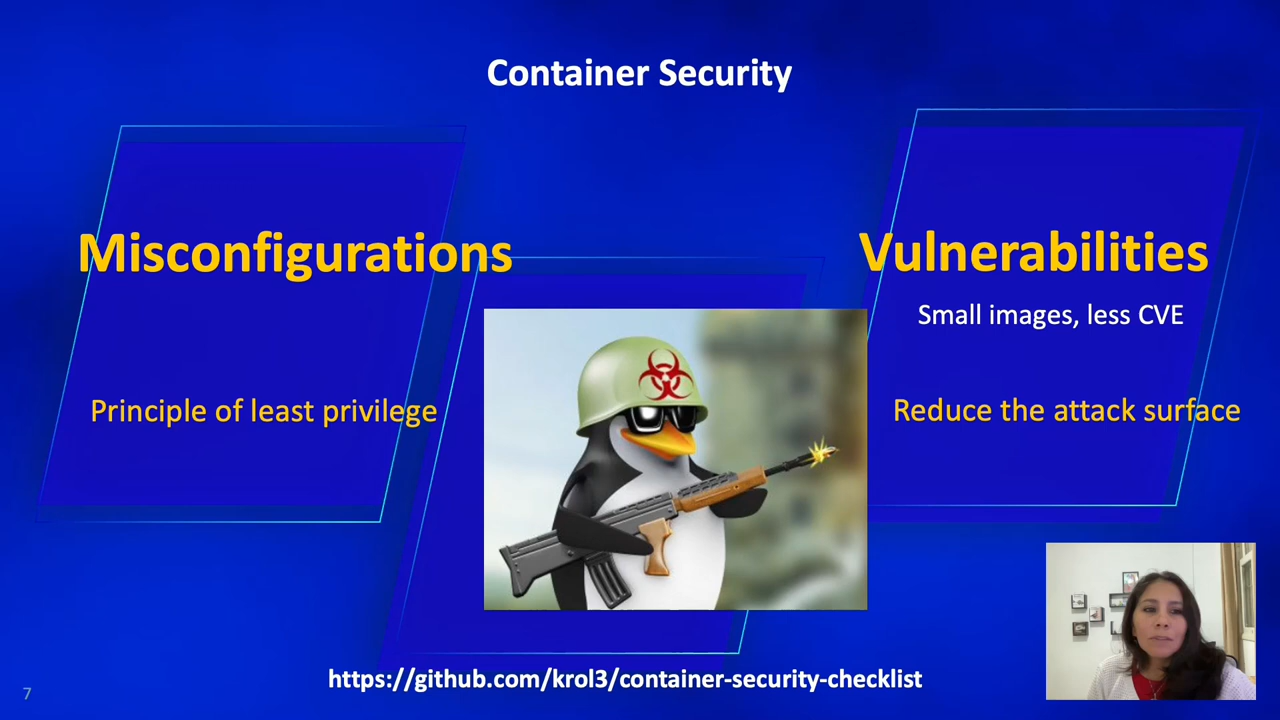 Container Security
Misconfigurations
Principle of least privilege
Vulnerabilities
Small images, less CVE
Reduce the attack surface
https://github.com/krol3/container-security-checklist
7